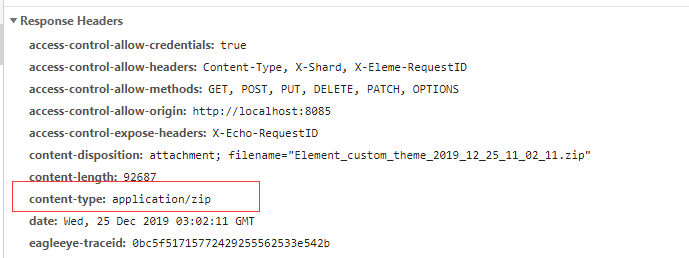 Response Headers
access-control-allow-credentials: true
access-control-allow-headers: Content-Type, X-Shard, X-Eleme-RequestID
access-control-allow-methods: GET, POST, PUT, DELETE, PATCH, OPTIONS
access-control-allow-origin: http://localhost:8085
access-control-expose-headers: X-Echo-RequestID
content-disposition: attachment; filename="Element_custom_theme_2019_12_25_11_02_11.zip"
content-length: 92687
content-type: application/zip
date: Wed, 25 Dec 2019 03:02:11 GMT
eagleeye-traceid: 0bc5f51715772429255562533e542b